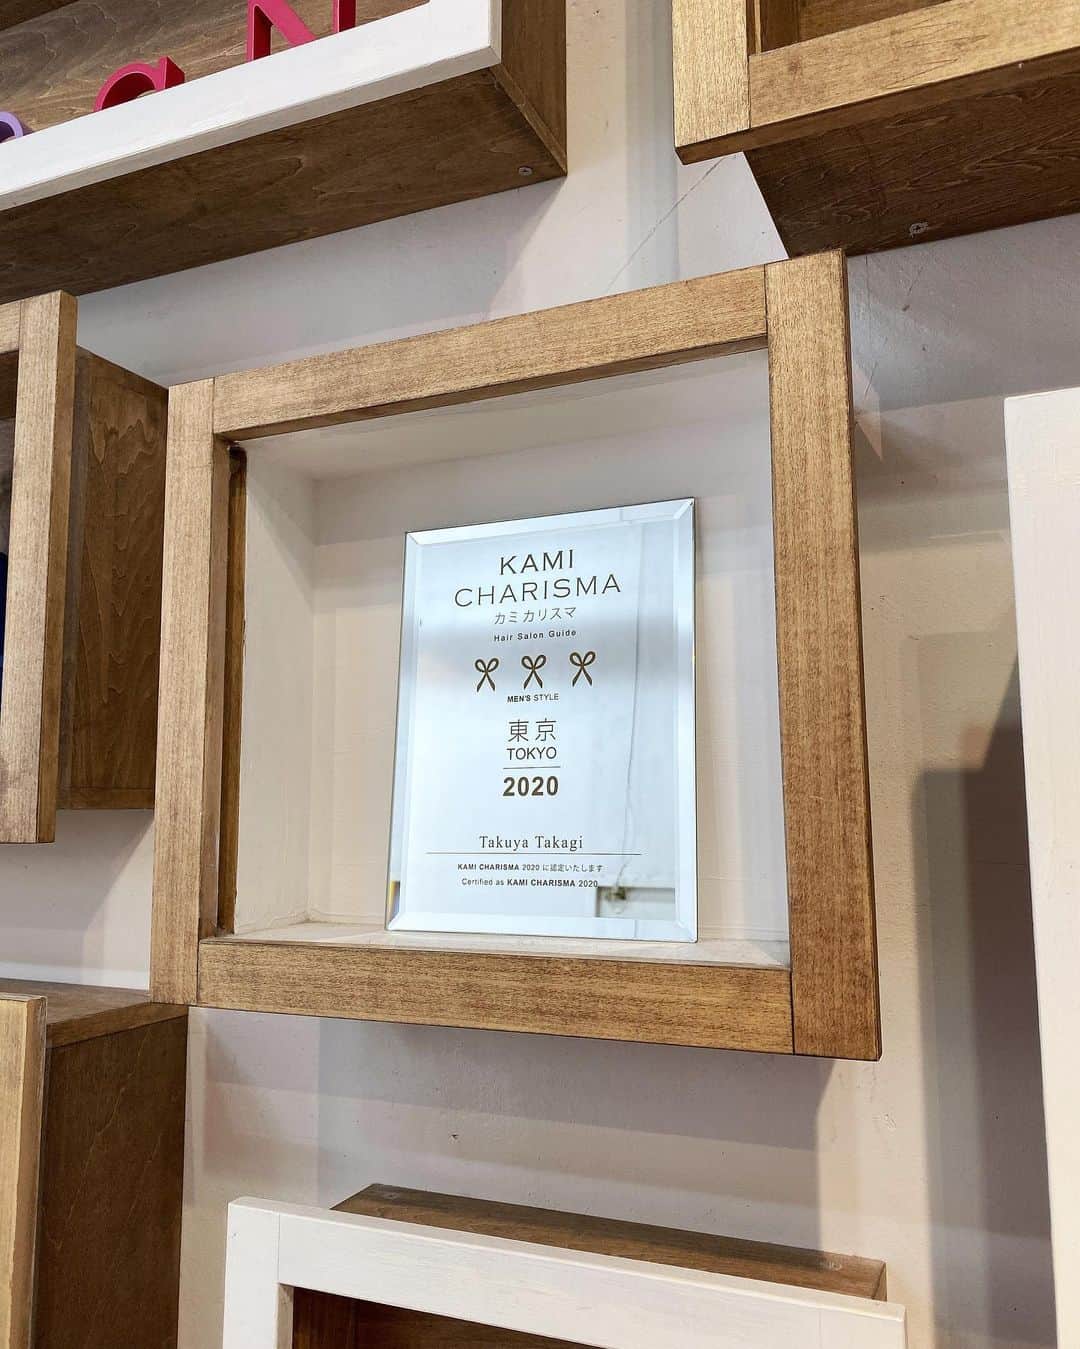 aN
KAMI
CHARISMA
カミ カリスマ
Hair Salon Guide
MEN'S STYLE
東京
TOKYO
2020
Takuya Takagi
KAMI CHARISMA 2020 に認定いたします
Certified as KAMI CHARISMA 2020